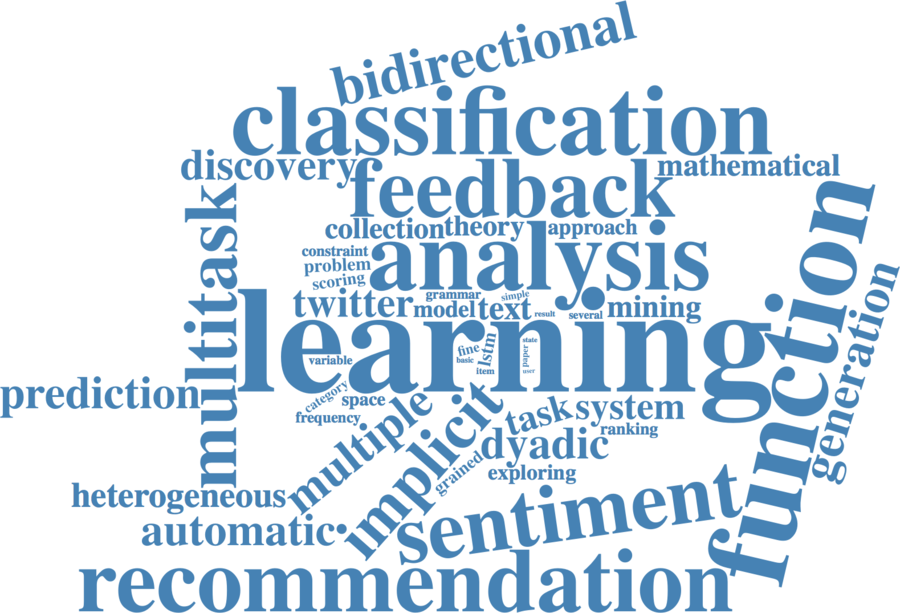 bidirectional
classification
discovery
feedback
mathematical
multitask
collection
theory
approach
function
constraint
analysis
problem
scoring
generation
twitter
grammar
simple
model
text
result
several
mining
learning
variable
fine
basic
lstm
item
state
paper
user
prediction
category
space
frequency
multiple
implicit
task
system
ranking
dyadic
grained
exploring
heterogeneous
automatic
sentiment
recommendation